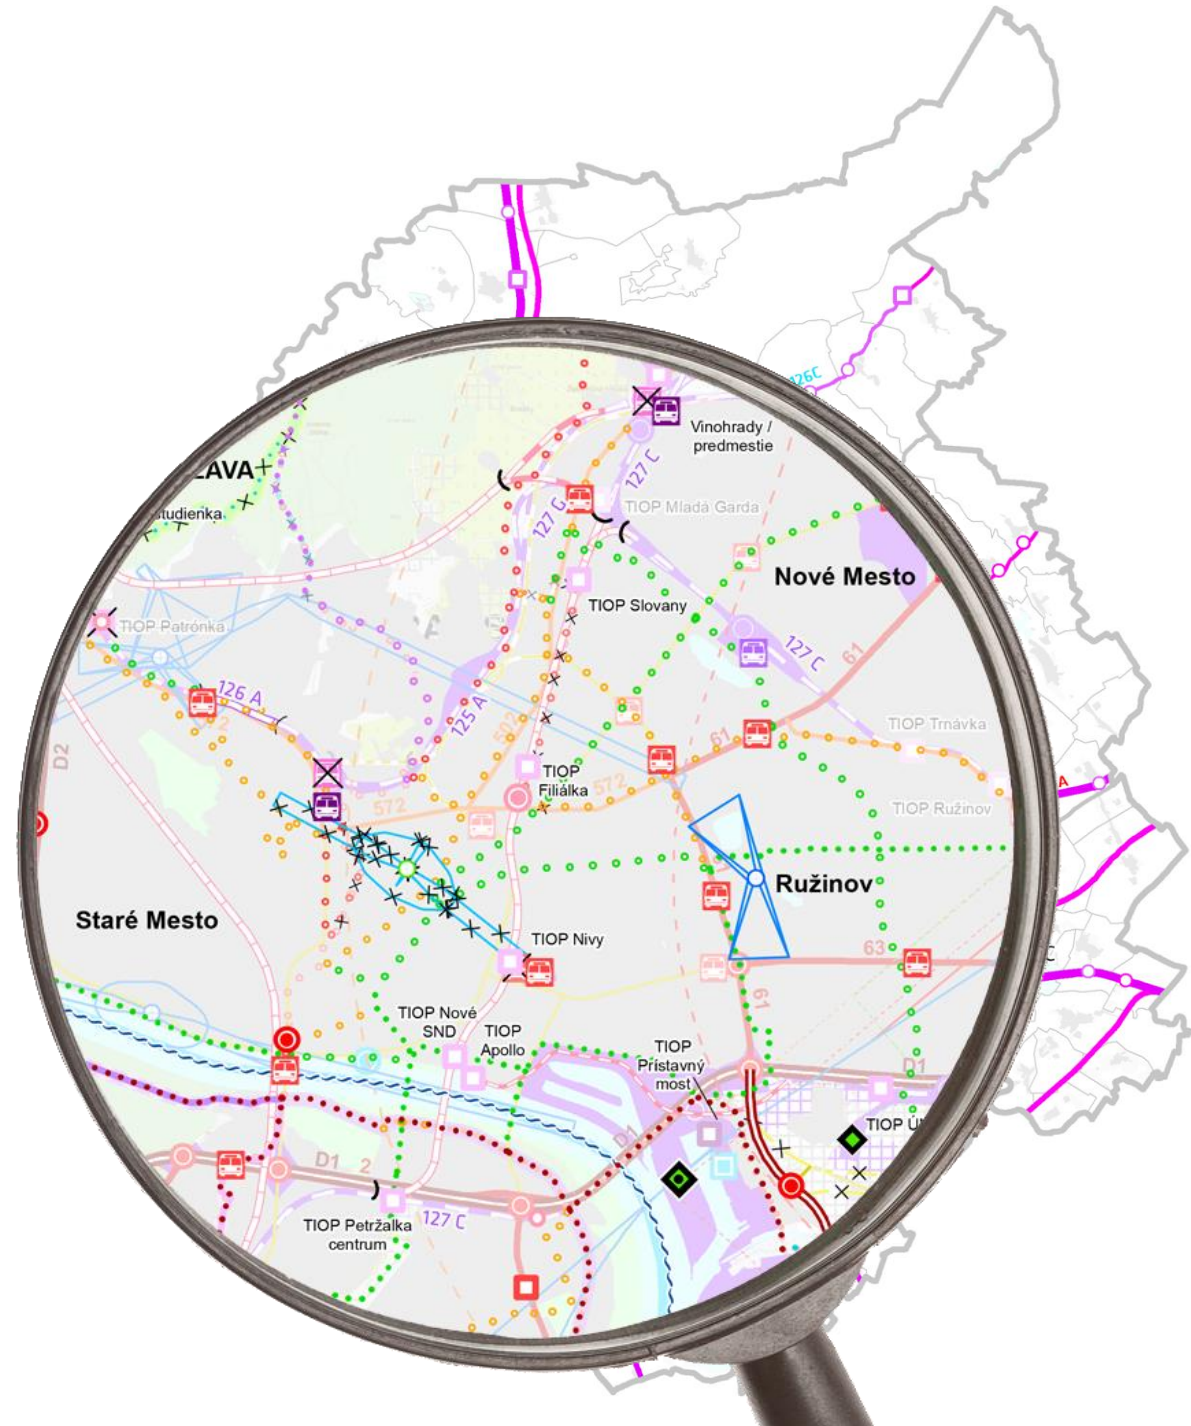 126C
Vinohrady /
predmestie
127 C
LAVA
studienka
127 G
TIOP Mladá Garda
Nové Mesto
TIOP Slovany
TIOP Patrónka
127 C
61
126 A
125 A
502
61
TIOP Trnávka
D2
TIOP
Filiálka
572
572
A
TIOP Ružinov
Ružinov
Staré Mesto
TIOP Nivy
63
C
61
TIOP Nové
SND
TIOP
Apollo
TIOP
Prístavný
most
D1
TIOP Ú
D1
D1
2
127 C
TIOP Petržalka
centrum